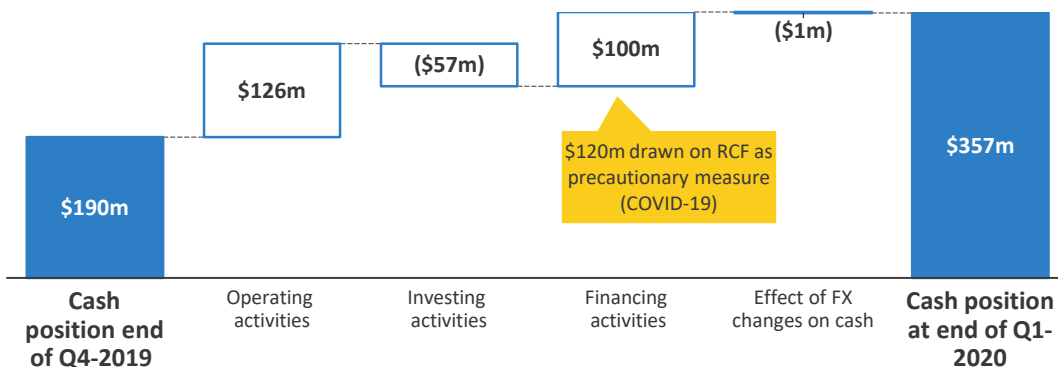 ($1m)
$100m
($57m)
$126m
$120m drawn on RCF as
precautionary measure
(COVID-19)
$357m
$190m
Cash
position end
of Q4-2019
Operating
activities
Investing
activities
Financing
activities
Effect of FX
changes on cash
Cash position
at end of Q1-
2020